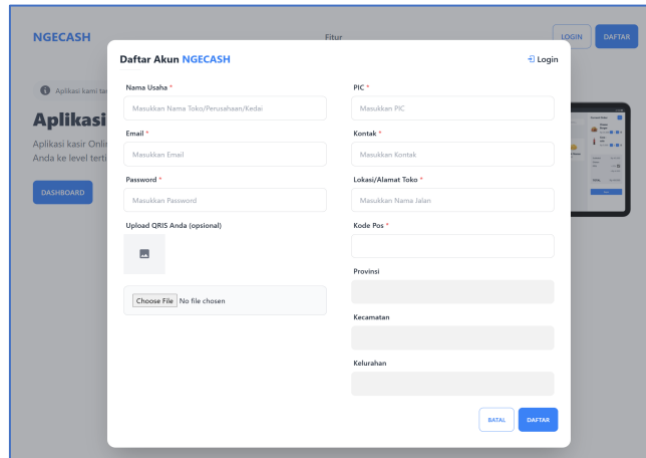 NGECASH
Fitur
LOGIN
DAFTAR
Aplikasi kami
Aplikasi
Aplikasi kasir
Anda ke level
DASHBOARD
Daftar Akun NGECASH
Login
Nama Usaha *
Masukkan Nama Toko/Perusahaan/Kedai
Email *
Masukkan Email
Password *
Masukkan Password
Upload QRIS Anda (opsional)
Choose File No file chosen
PIC *
Masukkan PIC
Kontak *
Masukkan Kontak
Lokasi/Alamat Toko *
Masukkan Nama Jalan
Kode Pos *
Provinsi
Kecamatan
Kelurahan
BATAL
DAFTAR